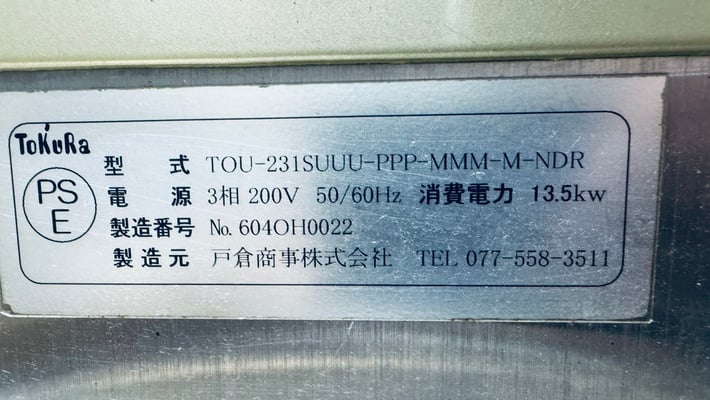 ToKuRa
型 式 TOU-231SUUU-PPP-MMM-M-NDR
PS
E
電 源 3相 200V 50/60Hz 消費電力 13.5kw
製造番号 No. 604OH0022
製 造 元 戸倉商事株式会社 TEL 077-558-3511